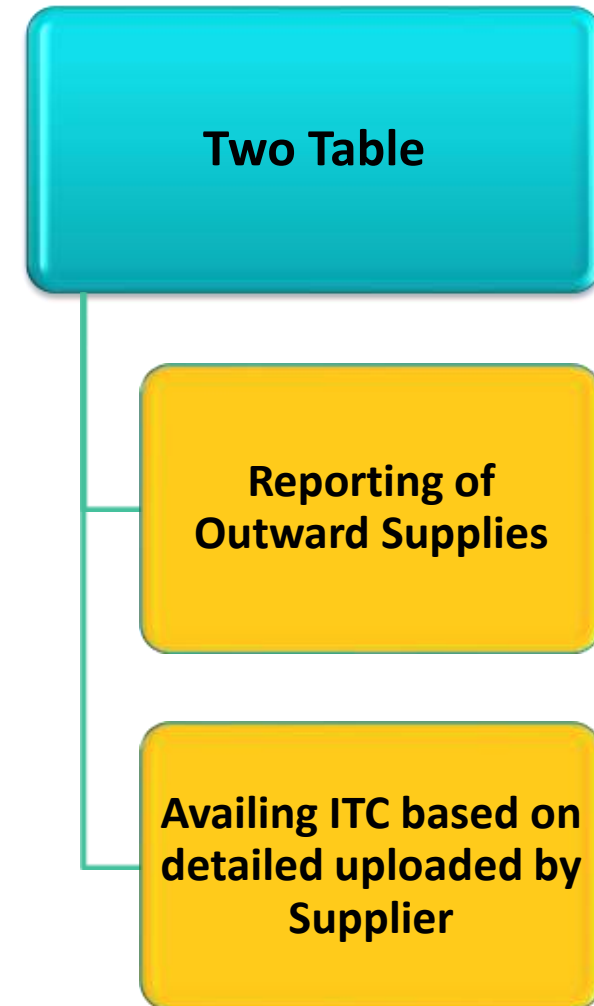 Two Table
Reporting of
Outward Supplies
Availing ITC based on
detailed uploaded by
Supplier